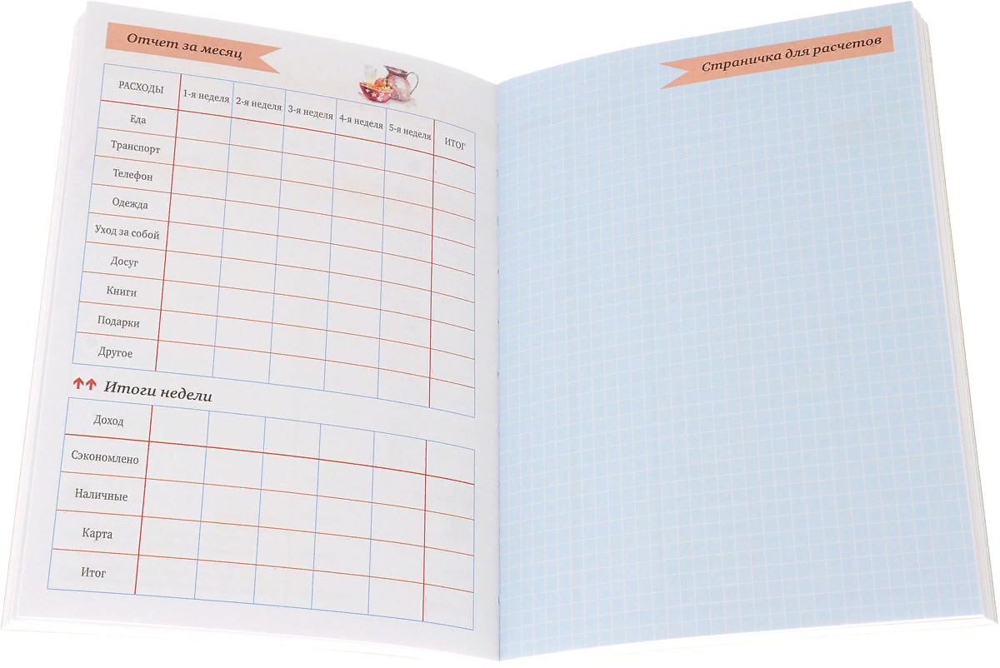 Отчет за месяц
РАСХОДЫ 1-я неделя 2-я неделя 3-я неделя 4-я неделя 5-я неделя ИТОГ
Еда
Транспорт
Телефон
Одежда
Уход за собой
Досуг
Книги
Подарки
Другое
Итоги недели
Доход
Сэкономлено
Наличные
Карта
Итог
Страничка для расчетов